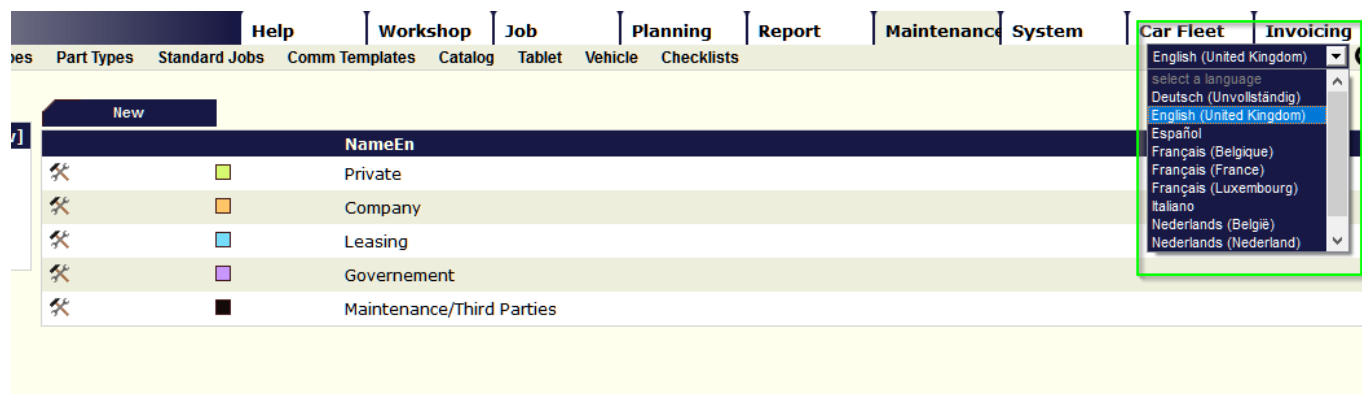 Help Workshop Job Planning Report Maintenance System Car Fleet Invoicing
Part Types Standard Jobs Comm Templates Catalog Tablet Vehicle Checklists English (United Kingdom)
select a language
Deutsch (Unvollständig)
New
English (United Kingdom)
Español
NameEn
Français (Belgique)
Private
Français (France)
Français (Luxembourg)
Company
Italiano
Nederlands (België)
Leasing
Nederlands (Nederland)
Governement
Maintenance/Third Parties